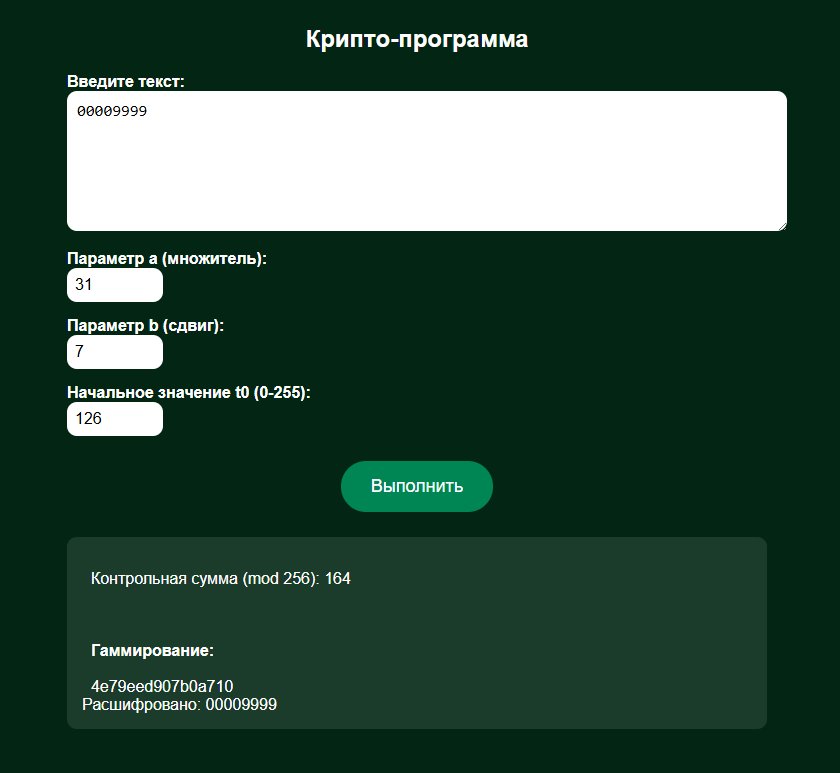 Крипто-программа
Введите текст:
00009999
Параметр a (множитель):
31
Параметр b (сдвиг):
7
Начальное значение t0 (0-255):
126
Выполнить
Контрольная сумма (mod 256): 164
Гаммирование:
4e79eed907b0a710
Расшифровано: 00009999